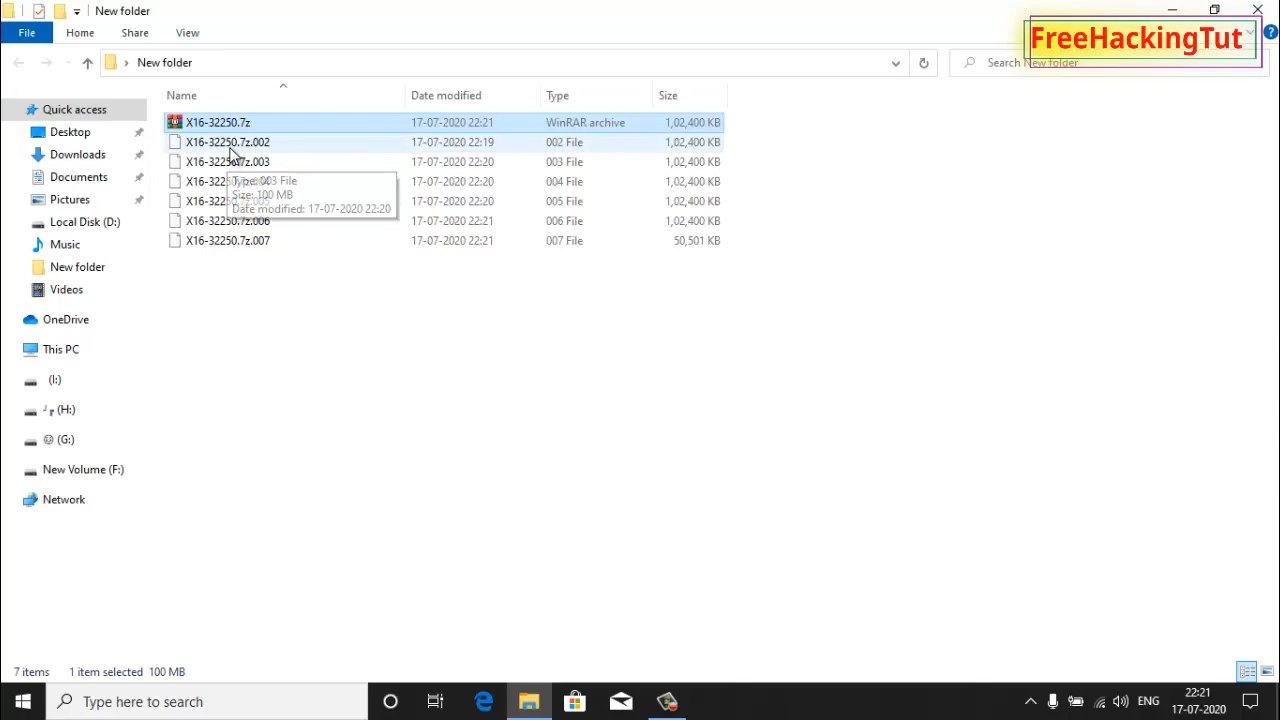 New folder
File Home Share View
FreeHackingTut
New folder
Search New folder
Name Date modified Type Size
Quick access
Desktop
Downloads
Documents
Pictures
Local Disk (D:)
Music
New folder
Videos
OneDrive
This PC
(I:)
(H:)
(G:)
New Volume (F:)
Network
X16-32250.7z 17-07-2020 22:21 WinRAR archive 1,02,400 KB
X16-32250.7z.002 17-07-2020 22:19 002 File 1,02,400 KB
X16-32250.7z.003 17-07-2020 22:20 003 File 1,02,400 KB
17-07-2020 22:20 004 File 1,02,400 KB
17-07-2020 22:20 005 File 1,02,400 KB
X16-32250.7z.006 17-07-2020 22:21 006 File 1,02,400 KB
X16-32250.7z.007 17-07-2020 22:21 007 File 50,501 KB
Type: 003 File
Size: 100 MB
Date modified: 17-07-2020 22:20
7 items 1 item selected 100 MB
Type here to search
ENG
22:21
17-07-2020